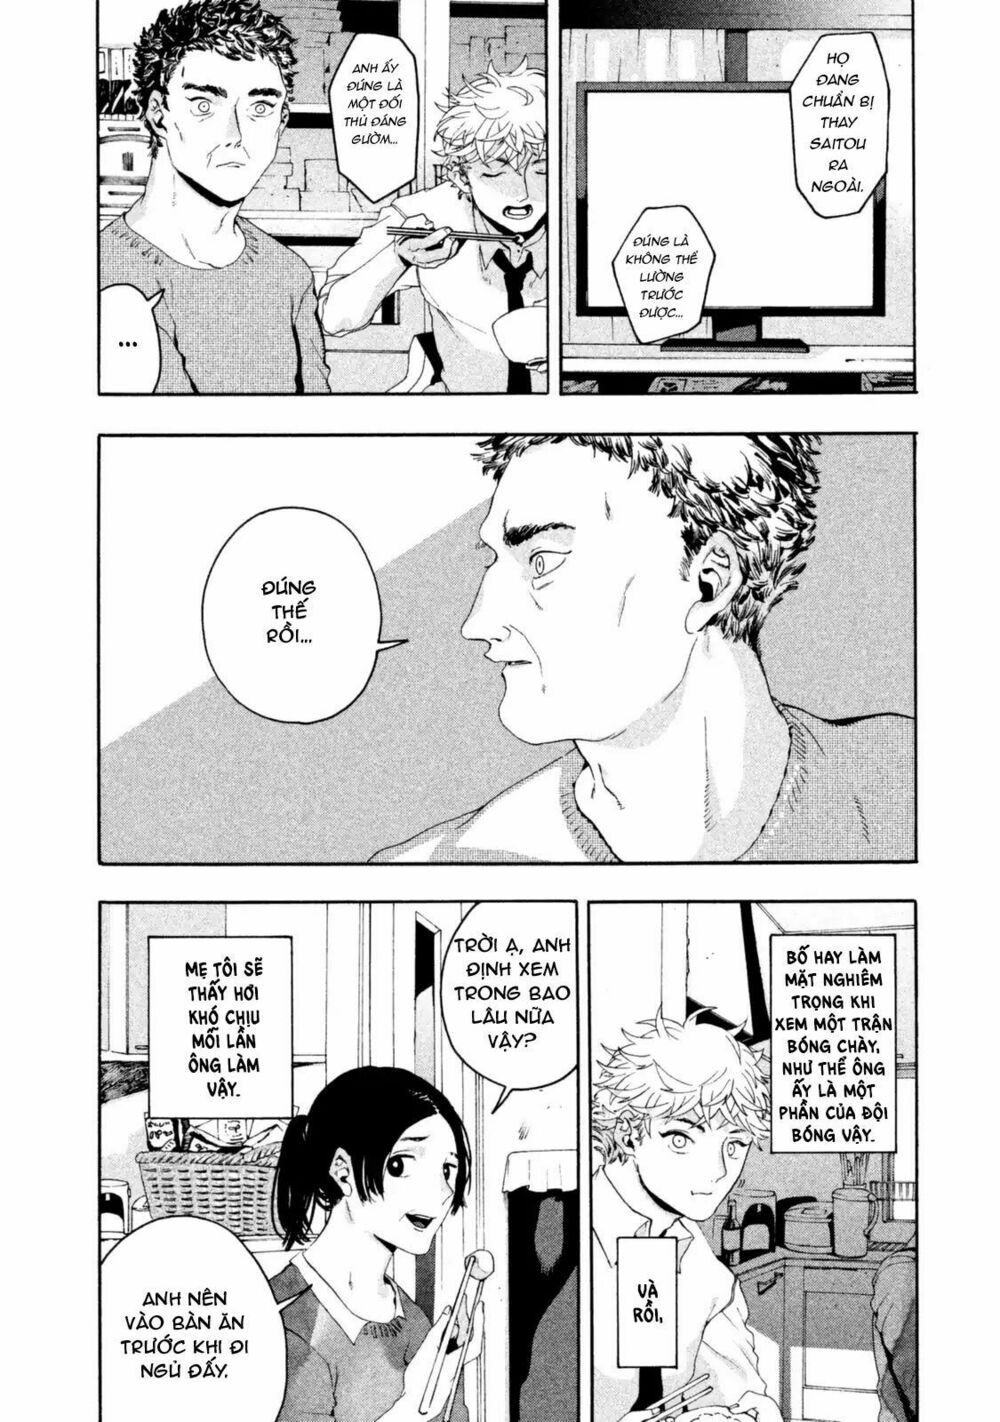 HỌ
ĐANG
CHUẨN BỊ
THAY
SAITOU
RA
NGOÀI.
ĐÚNG LÀ
KHÔNG THỂ
LƯỜNG
TRƯỚC
ĐƯỢC...
ANH ẤY
ĐÚNG LÀ
MỘT ĐỐI
THỦ ĐÁNG
GƯỜM...
...
ĐÚNG
THẾ
RỒI...
BỐ HAY LÀM
MẶT NGHIÊM
TRỌNG KHI
XEM MỘT TRẬN
BÓNG CHÀY,
NHƯ THỂ ÔNG
ẤY LÀ MỘT
PHẦN CỦA ĐỘI
BÓNG VẬY.
VÀ
RỒI,
TRỜI Ạ, ANH
ĐỊNH XEM
TRONG BAO
LÂU NỮA
VẬY?
MẸ TÔI SẼ
THẤY HƠI
KHÓ CHỊU
MỖI LẦN
ÔNG LÀM
VẬY.
ANH NÊN
VÀO BÀN ĂN
TRƯỚC KHI ĐI
NGỦ ĐẤY.